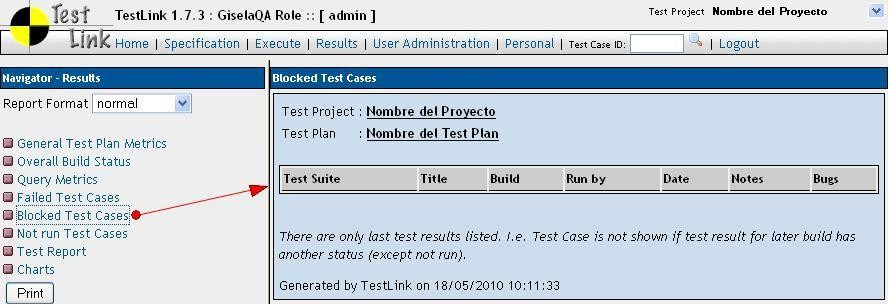 Test Link
TestLink 1.7.3 : GiselaQA Role :: [ admin ]
Test Project Nombre del Proyecto
Home | Specification | Execute | Results | User Administration | Personal | Test Case ID: | Logout
Navigator - Results
Report Format normal
General Test Plan Metrics
Overall Build Status
Query Metrics
Failed Test Cases
Blocked Test Cases
Not run Test Cases
Test Report
Charts
Print
Blocked Test Cases
Test Project : Nombre del Proyecto
Test Plan : Nombre del Test Plan
Test Suite Title Build Run by Date Notes Bugs
There are only last test results listed. I.e. Test Case is not shown if test result for later build has
another status (except not run).
Generated by TestLink on 18/05/2010 10:11:33